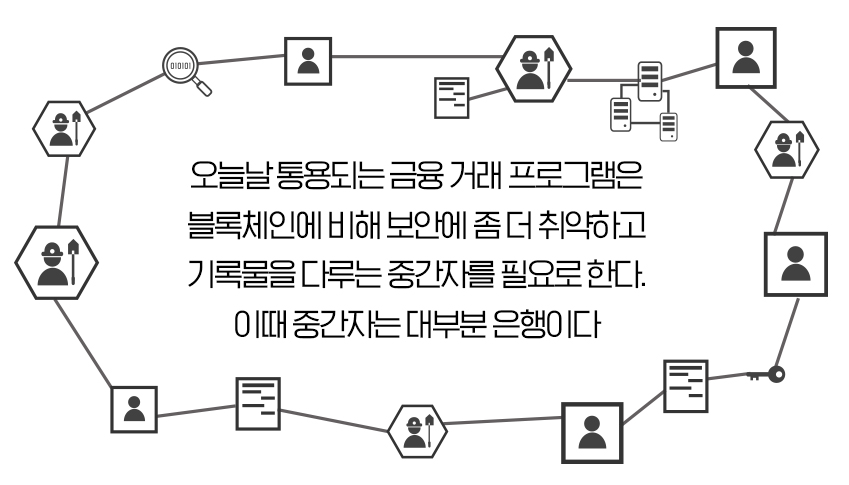 010101
오늘날 통용되는 금융 거래 프로그램은
블록체인에 비해 보안에 좀 더 취약하고
기록물을 다루는 중간자를 필요로 한다.
이때 중간자는 대부분 은행이다